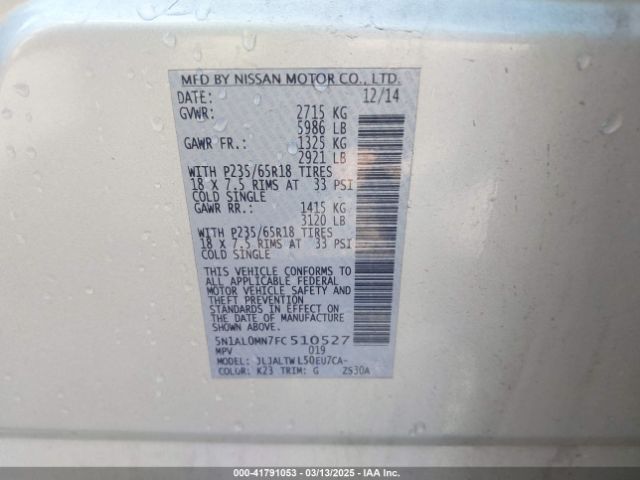 MFD BY NISSAN MOTOR CO., LTD.
DATE: 12/14
GVWR: 2715 KG
5986 LB
GAWR FR.: 1325 KG
2921 LB
WITH P235/65R18 TIRES
18 X 7.5 RIMS AT 33 PSI
COLD SINGLE
GAWR RR.: 1415 KG
3120 LB
WITH P235/65R18 TIRES
18 X 7.5 RIMS AT 33 PSI
COLD SINGLE
THIS VEHICLE CONFORMS TO
ALL APPLICABLE FEDERAL
MOTOR VEHICLE SAFETY AND
THEFT PREVENTION
STANDARDS IN EFFECT ON
THE DATE OF MANUFACTURE
SHOWN ABOVE.
5N1AL0MN7FC510527
MPV 019
MODEL: JLJALTWL50EU7CA-
COLOR: K23 TRIM: G ZS30A
000-41791053 - 03/13/2025 - IAA Inc.